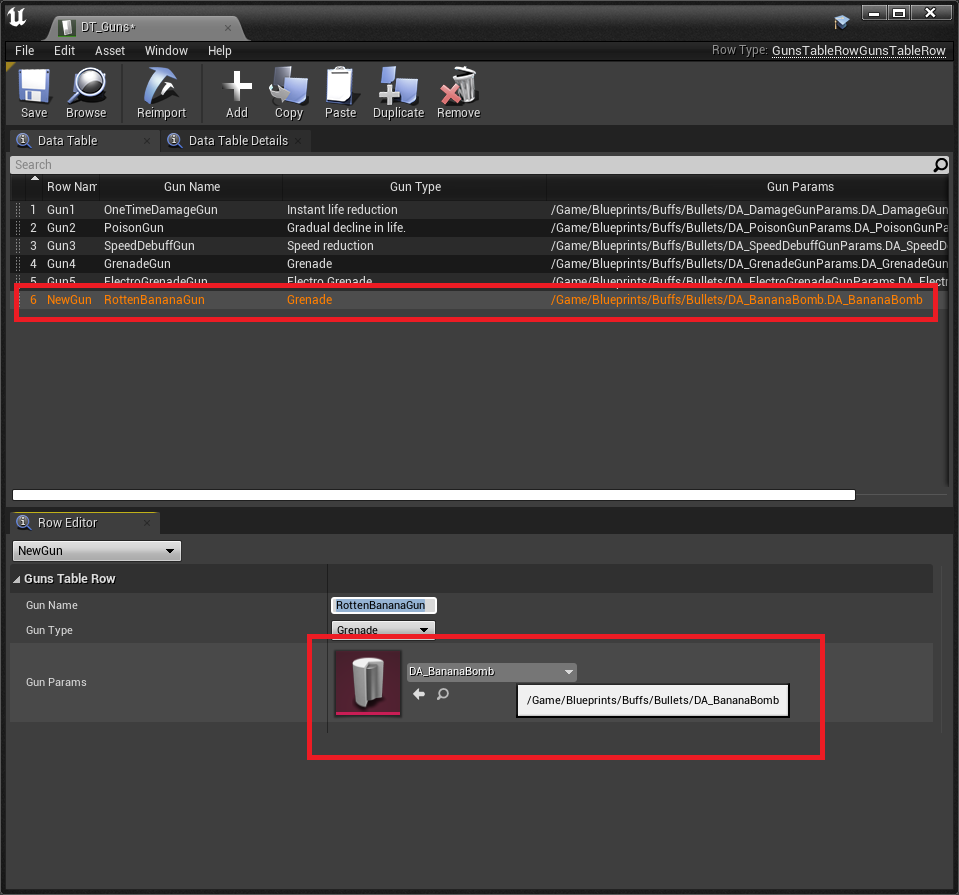 DT_Guns*
File Edit Asset Window Help Row Type: GunsTableRowGunsTableRow
Save Browse Reimport Add Copy Paste Duplicate Remove
Data Table Data Table Details
Search
Row Nam Gun Name Gun Type Gun Params
1 Gun1 OneTimeDamageGun Instant life reduction /Game/Blueprints/Buffs/Bullets/DA_DamageGunParams.DA_DamageGun
2 Gun2 PoisonGun Gradual decline in life. /Game/Blueprints/Buffs/Bullets/DA_PoisonGunParams.DA_PoisonGunPa
3 Gun3 SpeedDebuffGun Speed reduction /Game/Blueprints/Buffs/Bullets/DA_SpeedDebuffGunParams.DA_SpeedD
4 Gun4 GrenadeGun Grenade /Game/Blueprints/Buffs/Bullets/DA_GrenadeGunParams.DA_GrenadeGun
5 Gun5 ElectroGrenadeGun Electro Grenade /Game/Blueprints/Buffs/Bullets/DA_ElectroGrenadeGunParams.DA_Electr
6 NewGun RottenBananaGun Grenade /Game/Blueprints/Buffs/Bullets/DA_BananaBomb.DA_BananaBomb
Row Editor
NewGun
Guns Table Row
Gun Name RottenBananaGun
Gun Type Grenade
Gun Params DA_BananaBomb
/Game/Blueprints/Buffs/Bullets/DA_BananaBomb